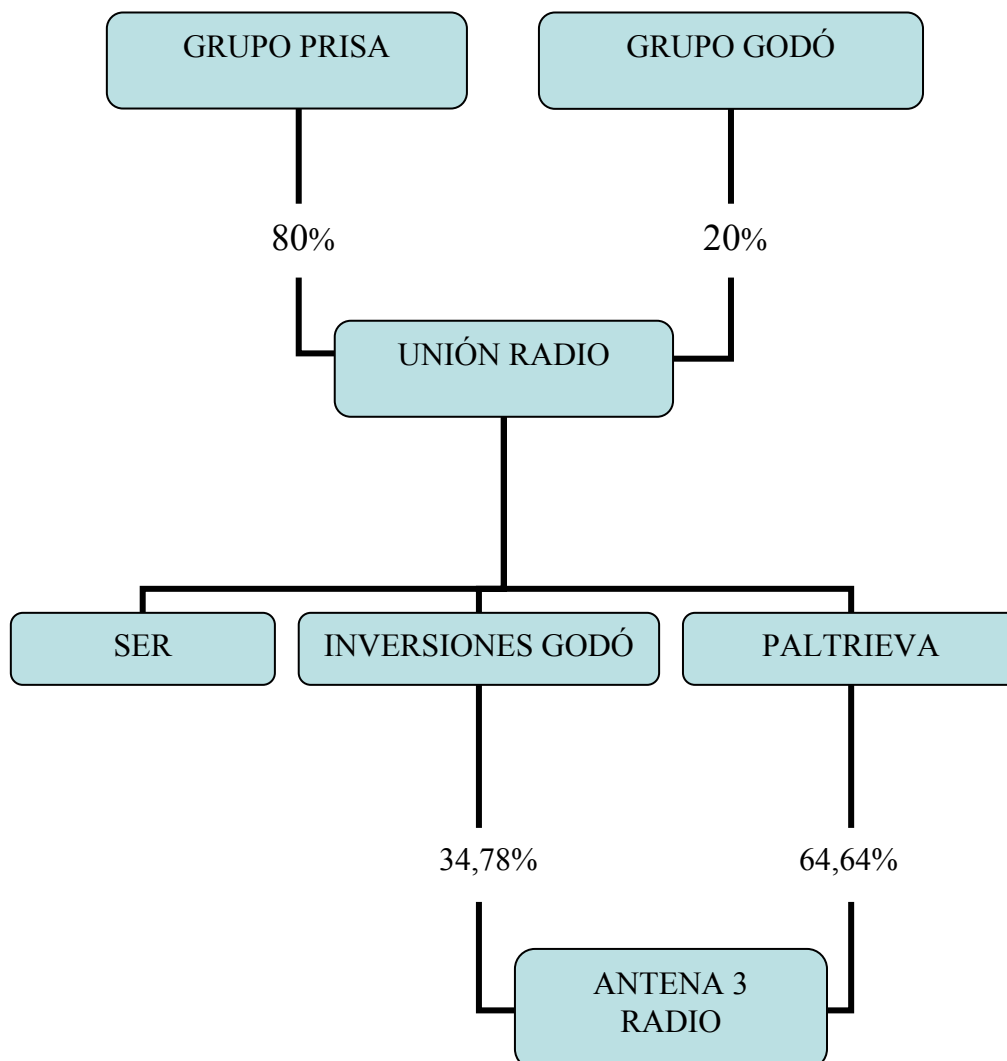 GRUPO PRISA
GRUPO GODÓ
80%
20%
UNIÓN RADIO
SER
INVERSIONES GODÓ
PALTRIEVA
34,78%
64,64%
ANTENA 3
RADIO